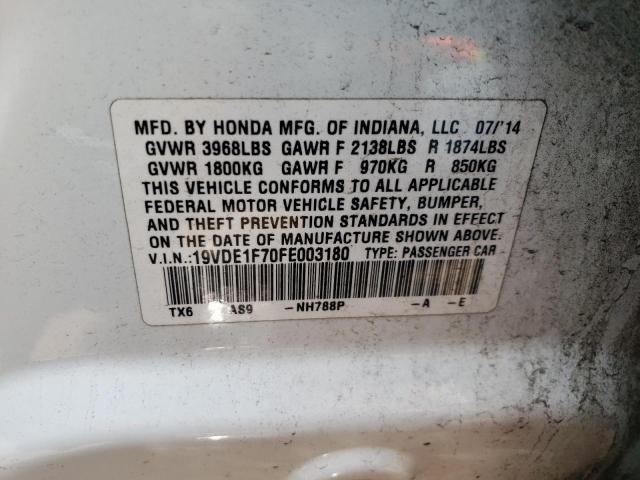 MFD. BY HONDA MFG. OF INDIANA, LLC 07/'14
GVWR 3968LBS GAWR F 2138LBS R 1874LBS
GVWR 1800KG GAWR F 970KG R 850KG
THIS VEHICLE CONFORMS TO ALL APPLICABLE
FEDERAL MOTOR VEHICLE SAFETY, BUMPER,
AND THEFT PREVENTION STANDARDS IN EFFECT
ON THE DATE OF MANUFACTURE SHOWN ABOVE.
V.I.N.:19VDE1F70FE003180 TYPE: PASSENGER CAR
TX6 AS9 -NH788P -A -E